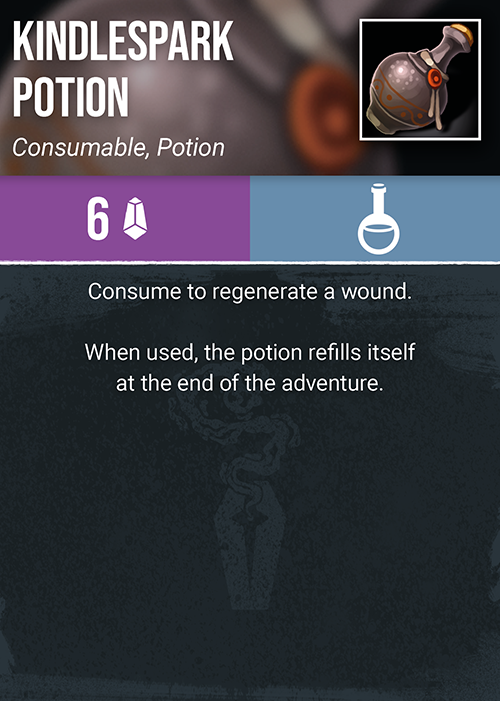 KINDLESPARK
POTION
Consumable, Potion
6
Consume to regenerate a wound.
When used, the potion refills itself
at the end of the adventure.